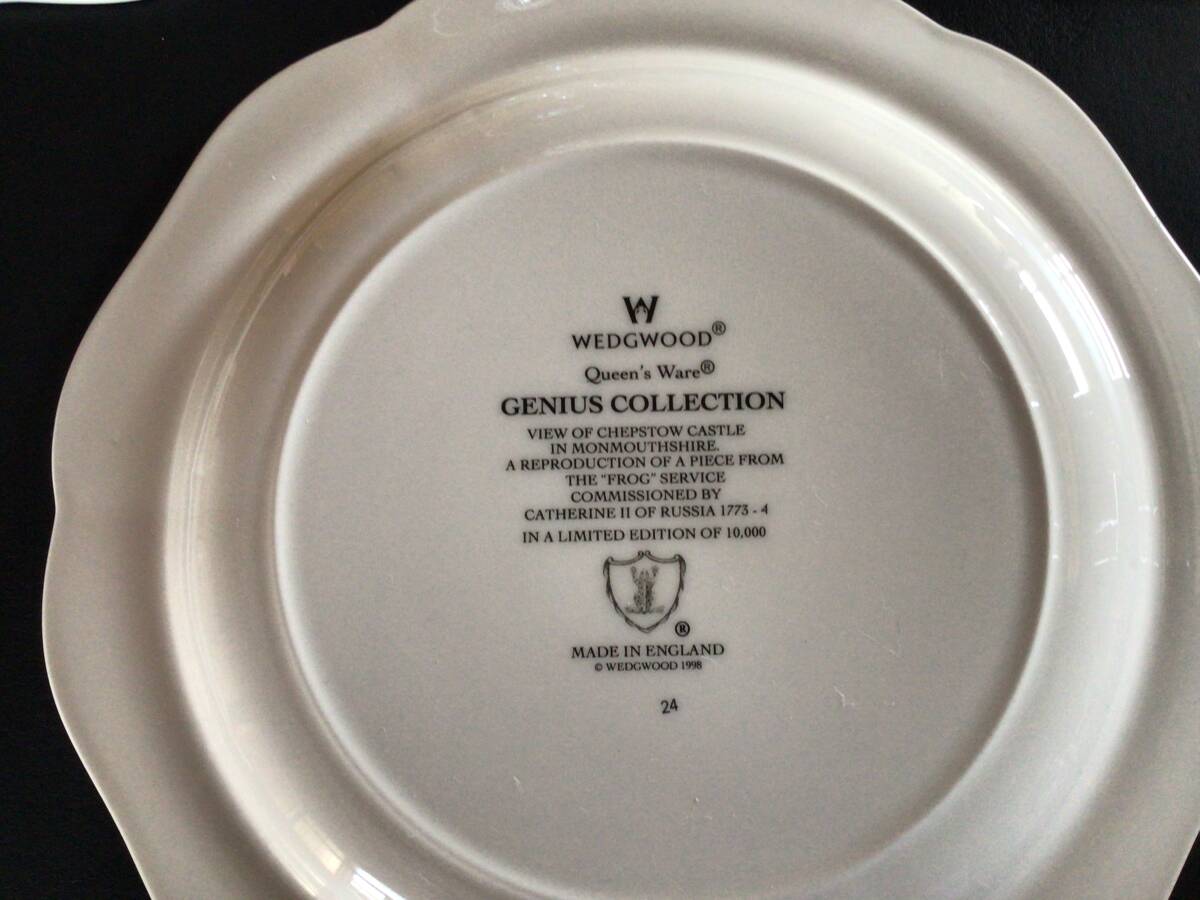 W
WEDGWOOD®
Queen's Ware®
GENIUS COLLECTION
VIEW OF CHEPSTOW CASTLE
IN MONMOUTHSHIRE.
A REPRODUCTION OF A PIECE FROM
THE "FROG" SERVICE
COMMISSIONED BY
CATHERINE II OF RUSSIA 1773 - 4
IN A LIMITED EDITION OF 10,000
®
MADE IN ENGLAND
© WEDGWOOD 1998
24